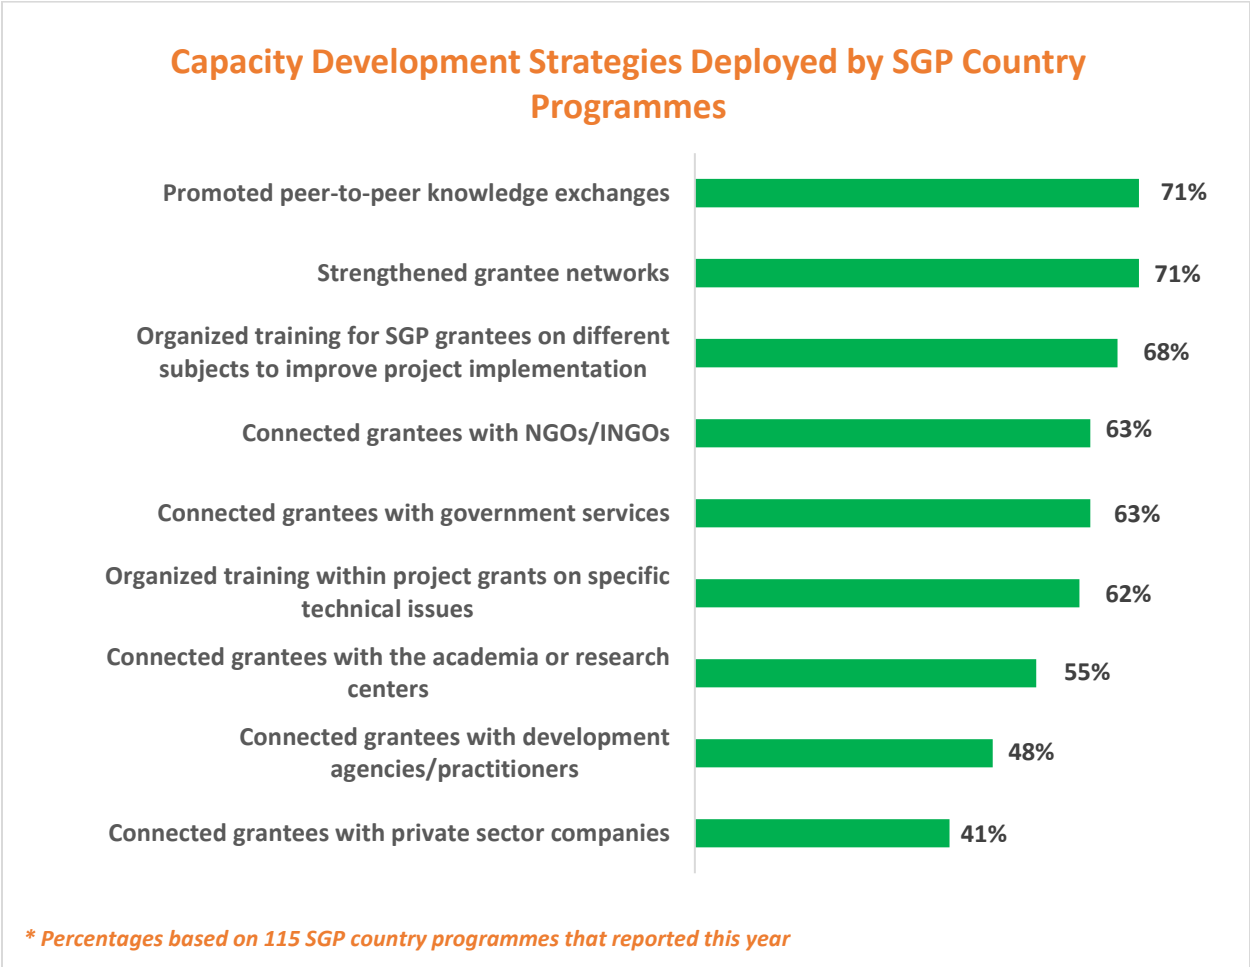 Capacity Development Strategies Deployed by SGP Country
Programmes
Promoted peer-to-peer knowledge exchanges
71%
Strengthened grantee networks
71%
Organized training for SGP grantees on different
subjects to improve project implementation
68%
Connected grantees with NGOs/INGOs
63%
Connected grantees with government services
63%
Organized training within project grants on specific
technical issues
62%
Connected grantees with the academia or research
centers
55%
Connected grantees with development
agencies/practitioners
48%
Connected grantees with private sector companies
41%
* Percentages based on 115 SGP country programmes that reported this year